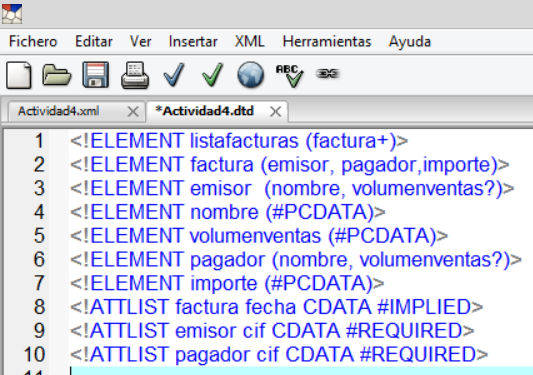 Fichero Editar Ver Insertar XML Herramientas Ayuda
ABC
Actividad4.xml *Actividad4.dtd
1 <!ELEMENT listafacturas (factura+)>
2 <!ELEMENT factura (emisor, pagador,importe)>
3 <!ELEMENT emisor  (nombre, volumenventas?)>
4 <!ELEMENT nombre (#PCDATA)>
5 <!ELEMENT volumenventas (#PCDATA)>
6 <!ELEMENT pagador (nombre, volumenventas?)>
7 <!ELEMENT importe (#PCDATA)>
8 <!ATTLIST factura fecha CDATA #IMPLIED>
9 <!ATTLIST emisor cif CDATA #REQUIRED>
10 <!ATTLIST pagador cif CDATA #REQUIRED>
11